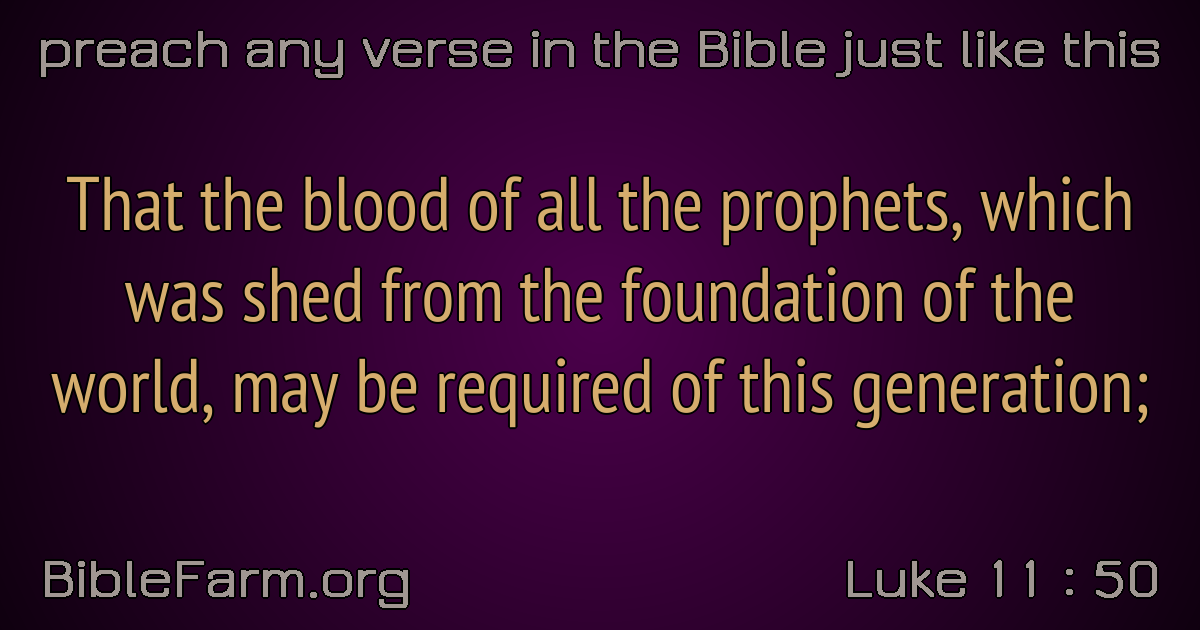 preach any verse in the Bible just like this
That the blood of all the prophets, which
was shed from the foundation of the
world, may be required of this generation;
BibleFarm.org
Luke 11 : 50